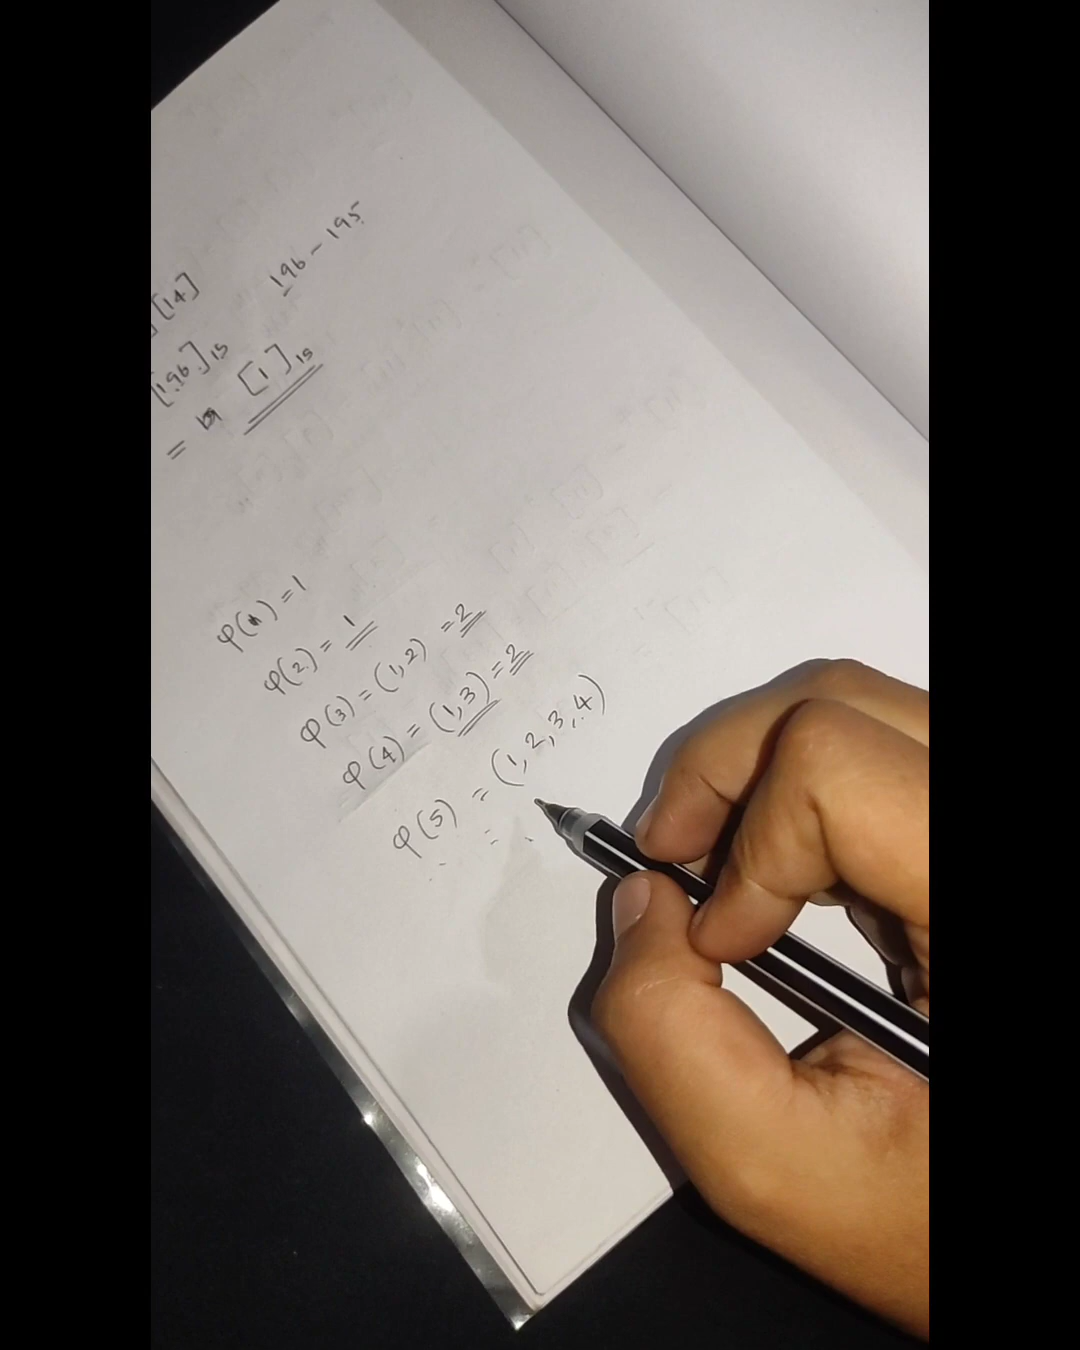 [14]
196 - 195
[196]15
= [1]15
φ(1) = 1
φ(2) = 1
φ(3) = (1,2) = 2
φ(4) = (1,3) = 2
φ(5) = (1,2,3,4)